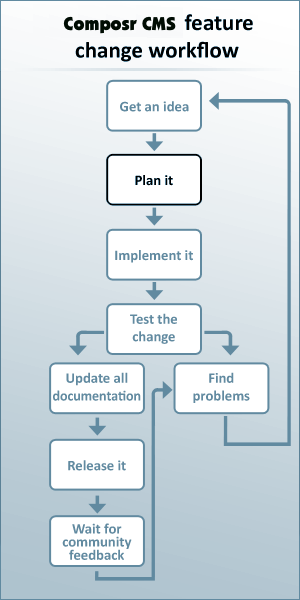 Composr CMS feature
change workflow
Get an idea
Plan it
Implement it
Test the
change
Update all
documentation
Find
problems
Release it
Wait for
community
feedback